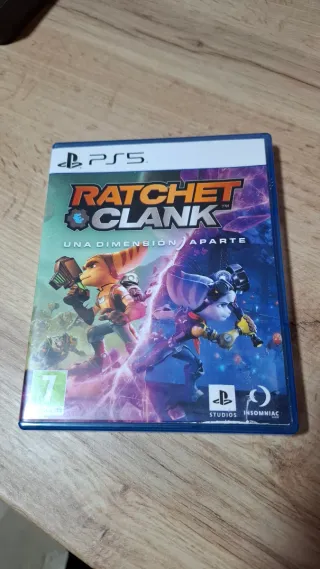 PS5
RATCHET
CLANK
UNA DIMENSIÓN APARTE
7
STUDIOS
INSOMNIAC